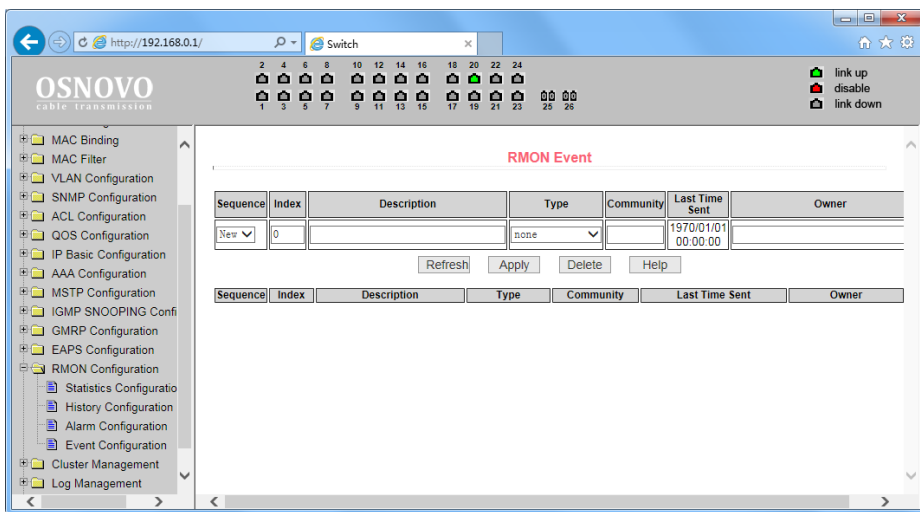 http://192.168.0.1/
Switch
OSNOVO
cable transmission
2 4 6 8 10 12 14 16 18 20 22 24
1 3 5 7 9 11 13 15 17 19 21 23 25 26
link up
disable
link down
MAC Binding
MAC Filter
VLAN Configuration
SNMP Configuration
ACL Configuration
QOS Configuration
IP Basic Configuration
AAA Configuration
MSTP Configuration
IGMP SNOOPING Confi
GMRP Configuration
EAPS Configuration
RMON Configuration
Statistics Configuratio
History Configuration
Alarm Configuration
Event Configuration
Cluster Management
Log Management
RMON Event
Sequence Index Description Type Community Last Time Sent Owner
New 0 none 1970/01/01 00:00:00
Refresh Apply Delete Help
Sequence Index Description Type Community Last Time Sent Owner